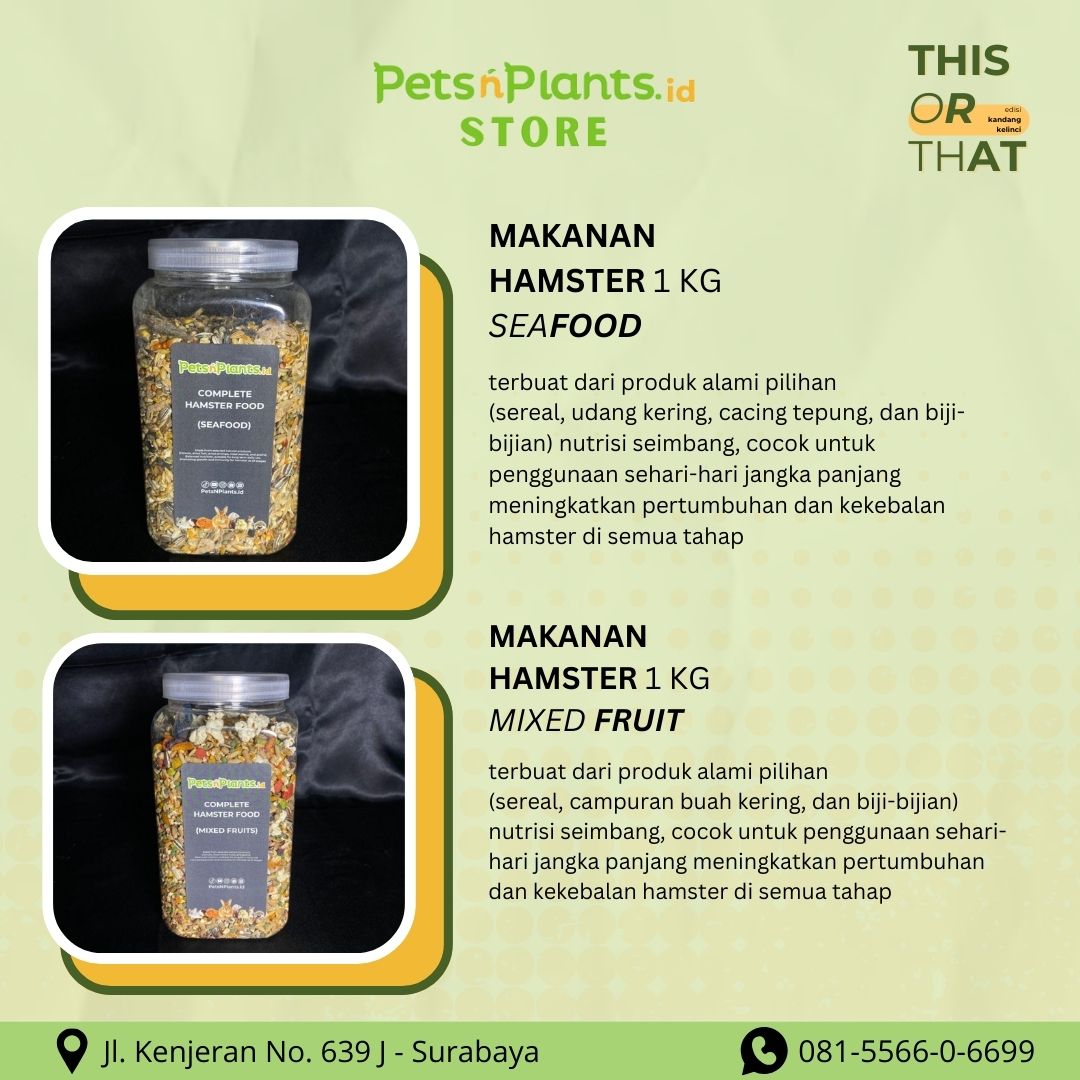 PetsńPlants.id
STORE
THIS
OR
edisi
kandang
kelinci
THAT
MAKANAN
HAMSTER 1 KG
SEAFOOD
terbuat dari produk alami pilihan
(sereal, udang kering, cacing tepung, dan biji-
bijian) nutrisi seimbang, cocok untuk
penggunaan sehari-hari jangka panjang
meningkatkan pertumbuhan dan kekebalan
hamster di semua tahap
PetsńPlants.id
COMPLETE
HAMSTER FOOD
(SEAFOOD)
PetsNPlants.id
MAKANAN
HAMSTER 1 KG
MIXED FRUIT
terbuat dari produk alami pilihan
(sereal, campuran buah kering, dan biji-bijian)
nutrisi seimbang, cocok untuk penggunaan sehari-
hari jangka panjang meningkatkan pertumbuhan
dan kekebalan hamster di semua tahap
PetsńPlants.id
COMPLETE
HAMSTER FOOD
(MIXED FRUITS)
PetsNPlants.id
Jl. Kenjeran No. 639 J - Surabaya
081-5566-0-6699